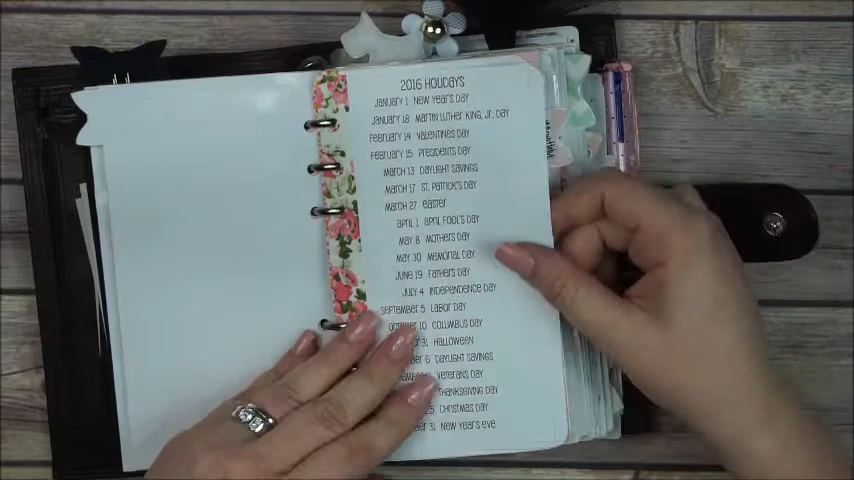 2016 HOLIDAYS
JANUARY 1 NEW YEAR'S DAY
JANUARY 18 MARTIN LUTHER KING, JR. DAY
FEBRUARY 14 VALENTINES DAY
FEBRUARY 15 PRESIDENTS DAY
MARCH 13 DAYLIGHT SAVINGS
MARCH 17 ST. PATRICK'S DAY
MARCH 27 EASTER
APRIL 1 APRIL FOOL'S DAY
MAY 8 MOTHERS DAY
MAY 30 MEMORIAL DAY
JUNE 19 FATHERS DAY
JULY 4 INDEPENDENCE DAY
SEPTEMBER 5 LABOR DAY
10 COLUMBUS DAY
31 HALLOWEEN
6 DAYLIGHT SAVINGS
VETERANS DAY
THANKSGIVING DAY
CHRISTMAS DAY
31 NEW YEARS EVE